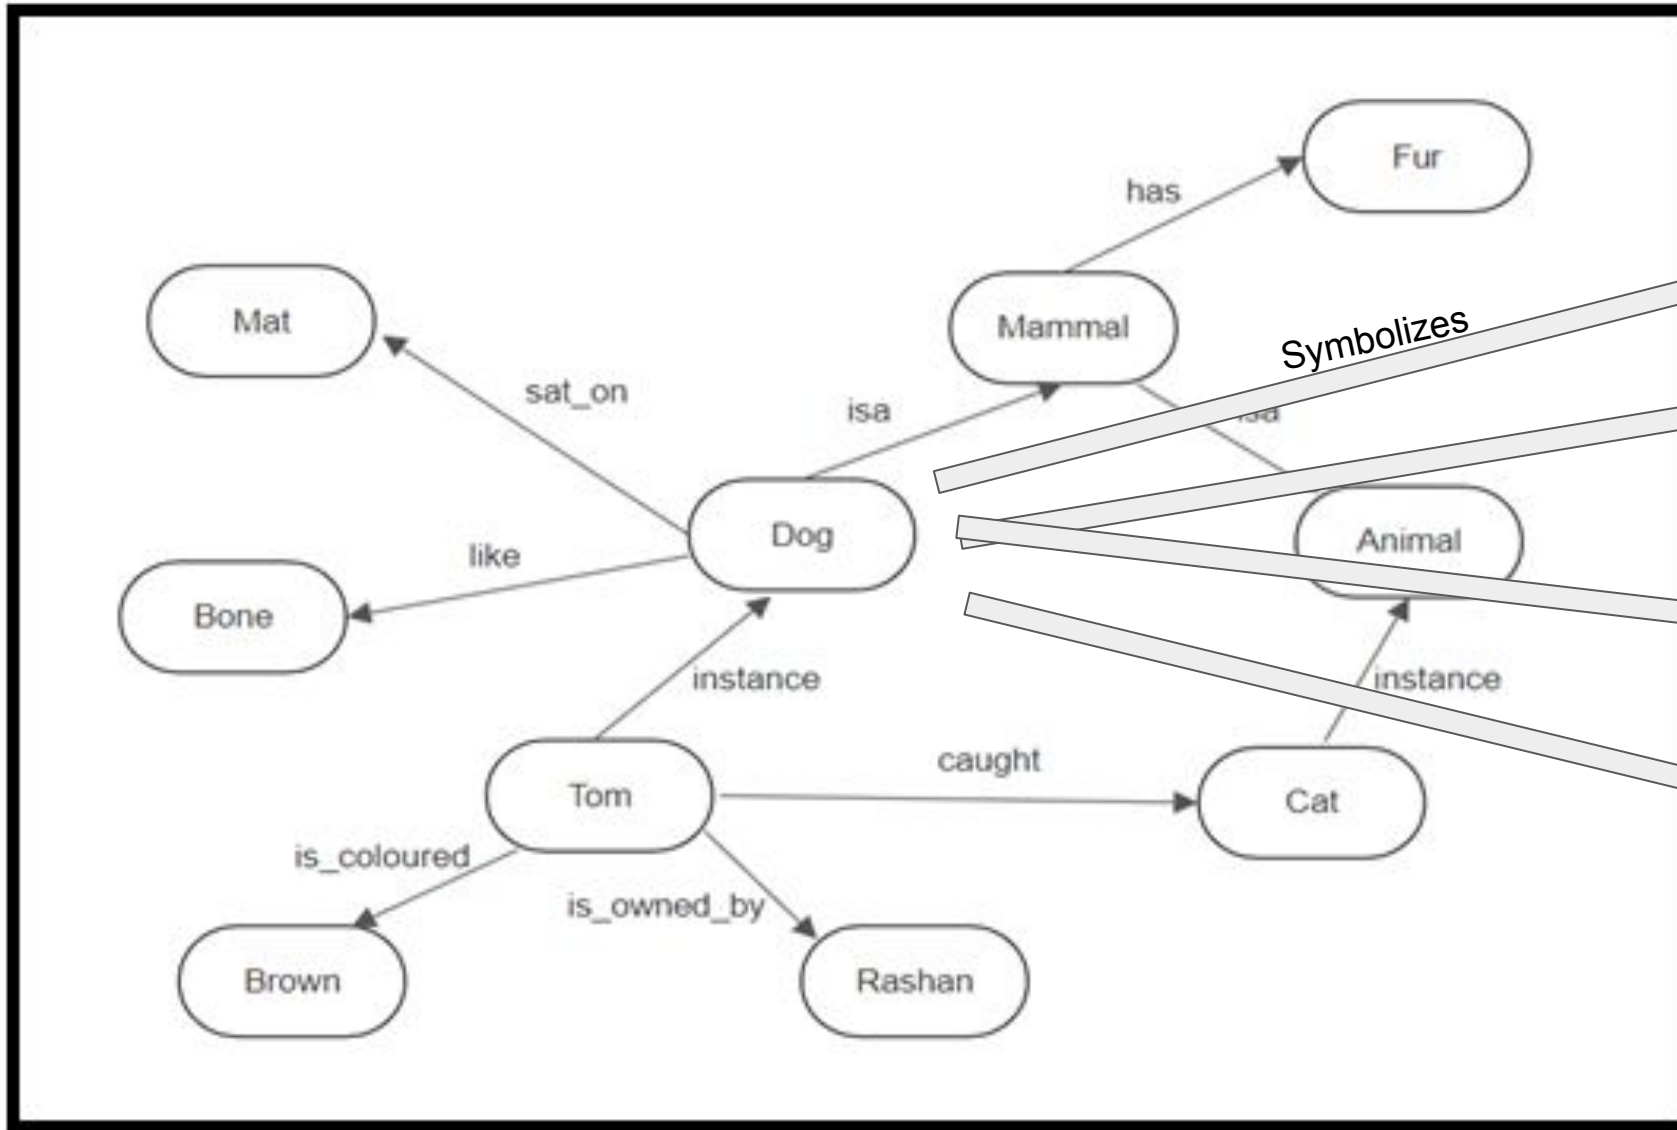 Fur
has
Mat
Mammal
Symbolizes
sat_on
isa
Dog
Animal
like
Bone
instance
instance
caught
Tom
Cat
is_coloured
is_owned_by
Brown
Rashan